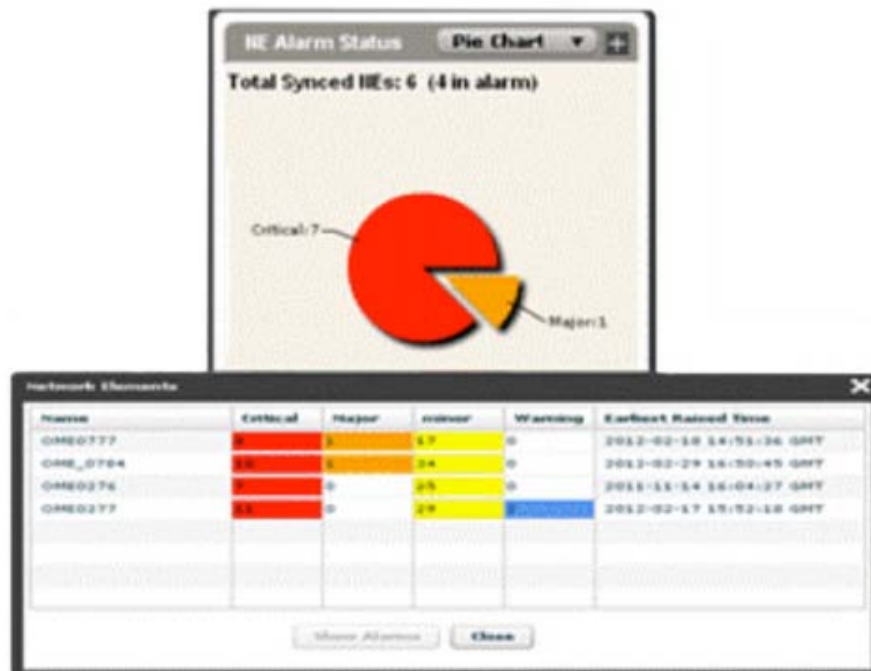 NE Alarm Status Pie Chart
Total Synced NEs: 6 (4 in alarm)
Critical:7
Major:1
Network Elements
Name Critical Major minor Warning Earliest Raised Time
OME0777 1 17 0 2012-02-18 14:51:36 GMT
OME_0784 1 0 2012-02-29 16:50:45 GMT
OME0276 7 0 25 0 2011-11-14 16:04:27 GMT
OME0277 11 0 29 2012-02-17 15:52:18 GMT
Show Alarms Close